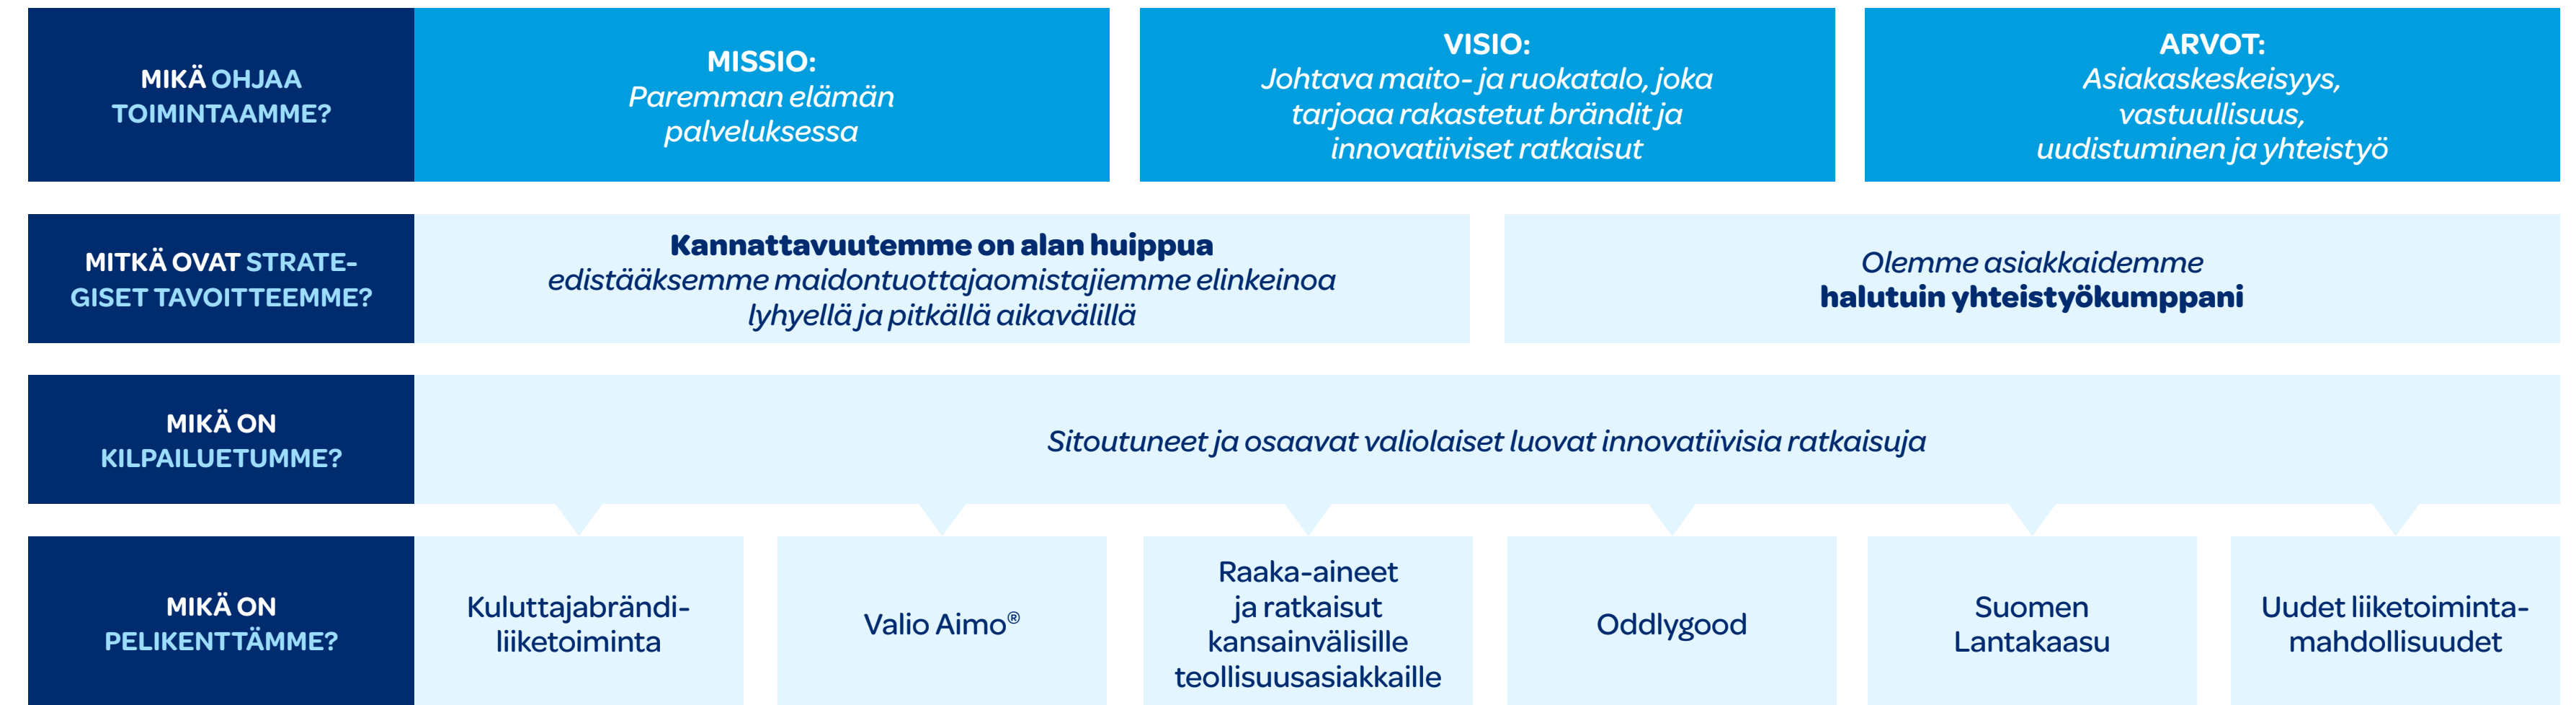 MIKÄ OHJAA
TOIMINTAAMME?
MISSIO:
Paremman elämän
palveluksessa
VISIO:
Johtava maito- ja ruokatalo, joka
tarjoaa rakastetut brändit ja
innovatiiviset ratkaisut
ARVOT:
Asiakaskeskeisyys,
vastuullisuus,
uudistuminen ja yhteistyö
MITKÄ OVAT STRATE-
GISET TAVOITTEEMME?
Kannattavuutemme on alan huippua
edistääksemme maidontuottajaomistajiemme elinkeinoa
lyhyellä ja pitkällä aikavälillä
Olemme asiakkaidemme
halutuin yhteistyökumppani
MIKÄ ON
KILPAILUETUMME?
Sitoutuneet ja osaavat valiolaiset luovat innovatiivisia ratkaisuja
MIKÄ ON
PELIKENTTÄMME?
Kuluttajabrändi-
liiketoiminta
Valio Aimo®
Raaka-aineet
ja ratkaisut
kansainvälisille
teollisuusasiakkaille
Oddlygood
Suomen
Lantakaasu
Uudet liiketoiminta-
mahdollisuudet